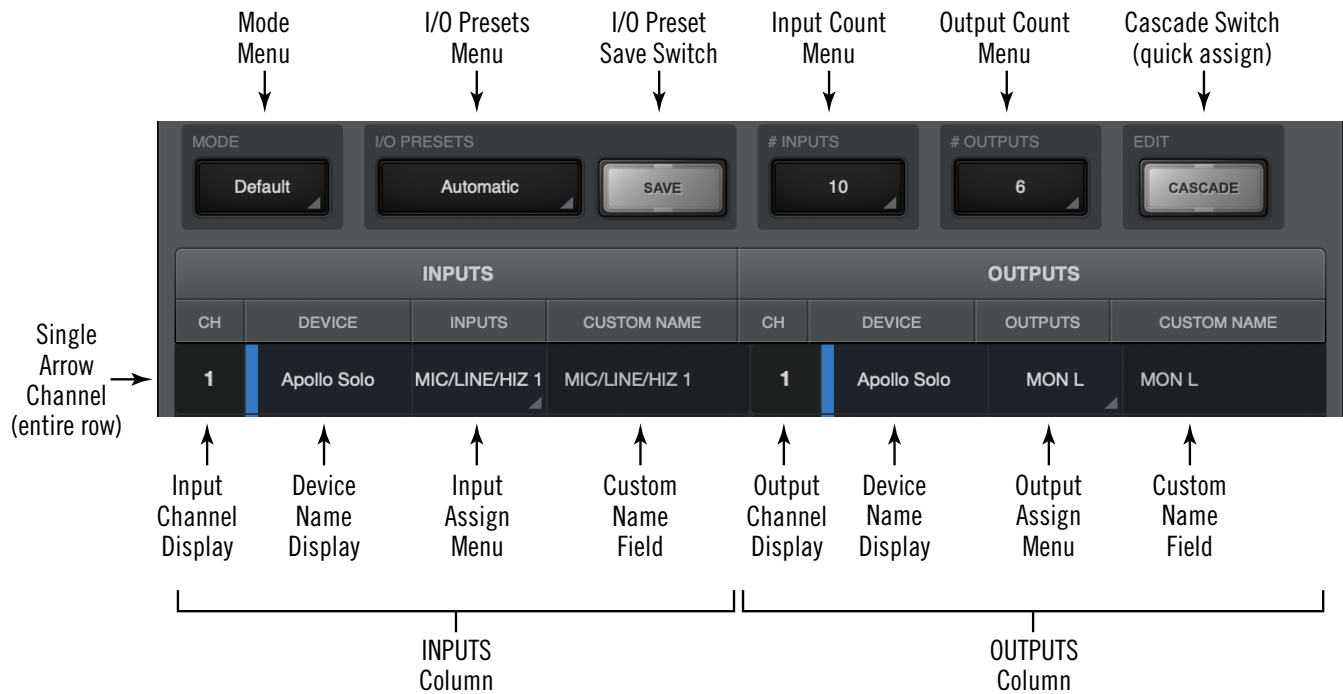 Mode
Menu
I/O Presets
Menu
I/O Preset
Save Switch
Input Count
Menu
Output Count
Menu
Cascade Switch
(quick assign)
MODE
I/O PRESETS
# INPUTS
# OUTPUTS
EDIT
Default
Automatic
SAVE
10
6
CASCADE
INPUTS
OUTPUTS
CH
DEVICE
INPUTS
CUSTOM NAME
CH
DEVICE
OUTPUTS
CUSTOM NAME
Single
Arrow
Channel
(entire row)
1
Apollo Solo
MIC/LINE/HIZ 1
MIC/LINE/HIZ 1
1
Apollo Solo
MON L
MON L
Input
Channel
Display
Device
Name
Display
Input
Assign
Menu
Custom
Name
Field
Output
Channel
Display
Device
Name
Display
Output
Assign
Menu
Custom
Name
Field
INPUTS
Column
OUTPUTS
Column